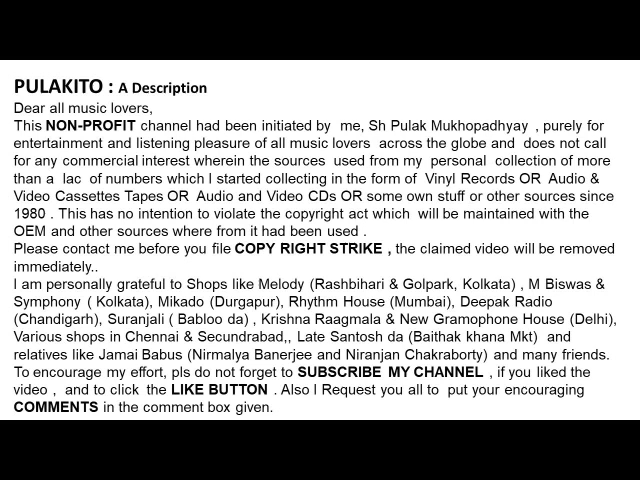 PULAKITO : A Description
Dear all music lovers,
This NON-PROFIT channel had been initiated by me, Sh Pulak Mukhopadhyay , purely for
entertainment and listening pleasure of all music lovers across the globe and does not call
for any commercial interest wherein the sources used from my personal collection of more
than a lac of numbers which I started collecting in the form of Vinyl Records OR Audio &
Video Cassettes Tapes OR Audio and Video CDs OR some own stuff or other sources since
1980 . This has no intention to violate the copyright act which will be maintained with the
OEM and other sources where from it had been used .
Please contact me before you file COPY RIGHT STRIKE , the claimed video will be removed
immediately..
I am personally grateful to Shops like Melody (Rashbihari & Golpark, Kolkata) , M Biswas &
Symphony ( Kolkata), Mikado (Durgapur), Rhythm House (Mumbai), Deepak Radio
(Chandigarh), Suranjali ( Babloo da) , Krishna Raagmala & New Gramophone House (Delhi),
Various shops in Chennai & Secundrabad,, Late Santosh da (Baithak khana Mkt) and
relatives like Jamai Babus (Nirmalya Banerjee and Niranjan Chakraborty) and many friends.
To encourage my effort, pls do not forget to SUBSCRIBE MY CHANNEL , if you liked the
video , and to click the LIKE BUTTON . Also I Request you all to put your encouraging
COMMENTS in the comment box given.